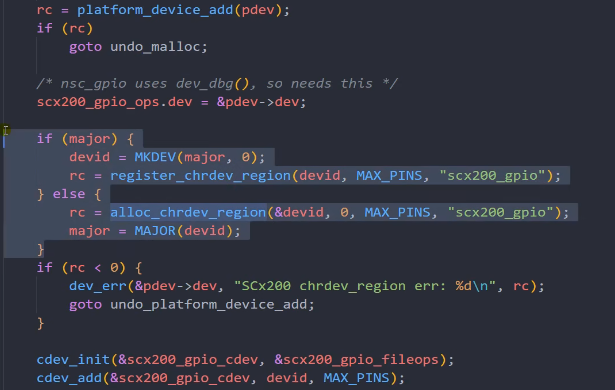 rc = platform_device_add(pdev);
if (rc)
goto undo_malloc;
/* nsc_gpio uses dev_dbg(), so needs this */
scx200_gpio_ops.dev = &pdev->dev;
if (major) {
devid = MKDEV(major, 0);
rc = register_chrdev_region(devid, MAX_PINS, "scx200_gpio");
} else {
rc = alloc_chrdev_region(&devid, 0, MAX_PINS, "scx200_gpio");
major = MAJOR(devid);
}
if (rc < 0) {
dev_err(&pdev->dev, "SCx200 chrdev_region err: %d\n", rc);
goto undo_platform_device_add;
}
cdev_init(&scx200_gpio_cdev, &scx200_gpio_fileops);
cdev_add(&scx200_gpio_cdev, devid, MAX_PINS);